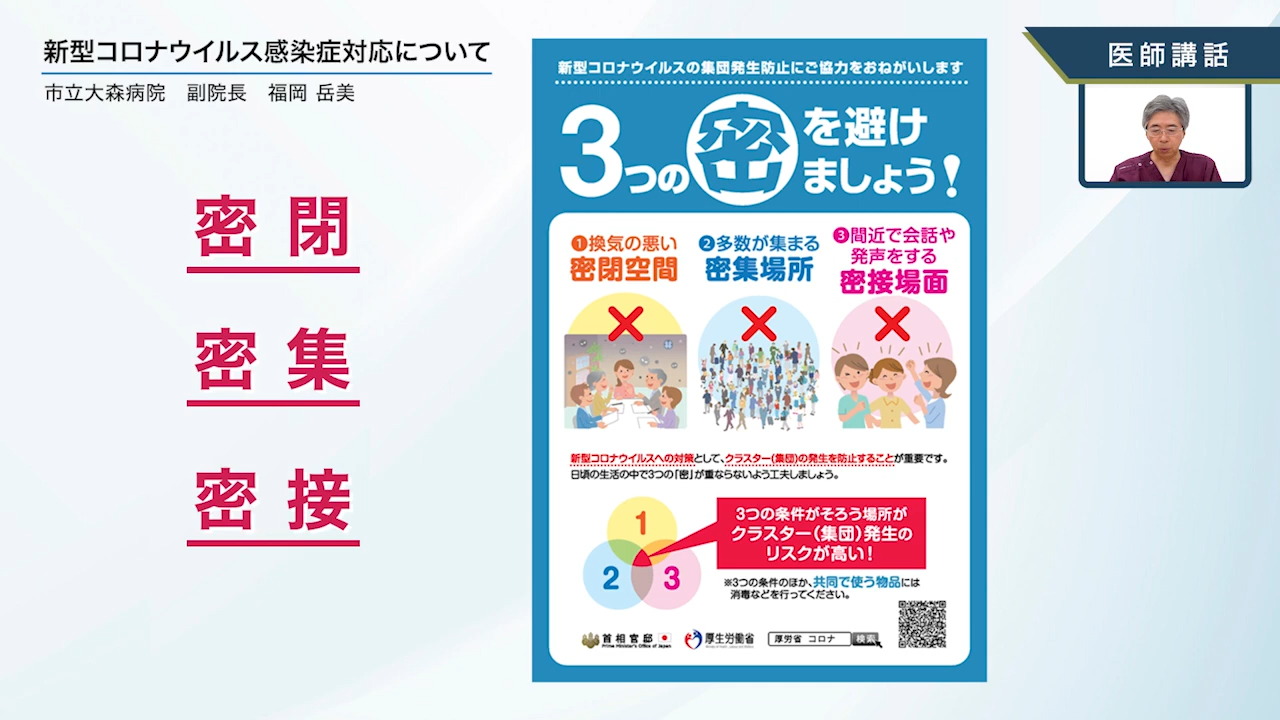 新型コロナウイルス感染症対応について
市立大森病院 副院長 福岡 岳美
医師講話
密閉
密集
密接
新型コロナウイルスの集団発生防止にご協力をおねがいします
3つの密を避け
ましょう!
❶換気の悪い
密閉空間
❷多数が集まる
密集場所
❸間近で会話や
発声をする
密接場面
新型コロナウイルスへの対策として、クラスター(集団)の発生を防止することが重要です。
日頃の生活の中で3つの「密」が重ならないよう工夫しましょう。
1
2
3
3つの条件がそろう場所が
クラスター(集団)発生の
リスクが高い!
※3つの条件のほか、共同で使う物品には
消毒などを行ってください。
首相官邸
Prime Minister's Office of Japan
厚生労働省
厚労省 コロナ 検索